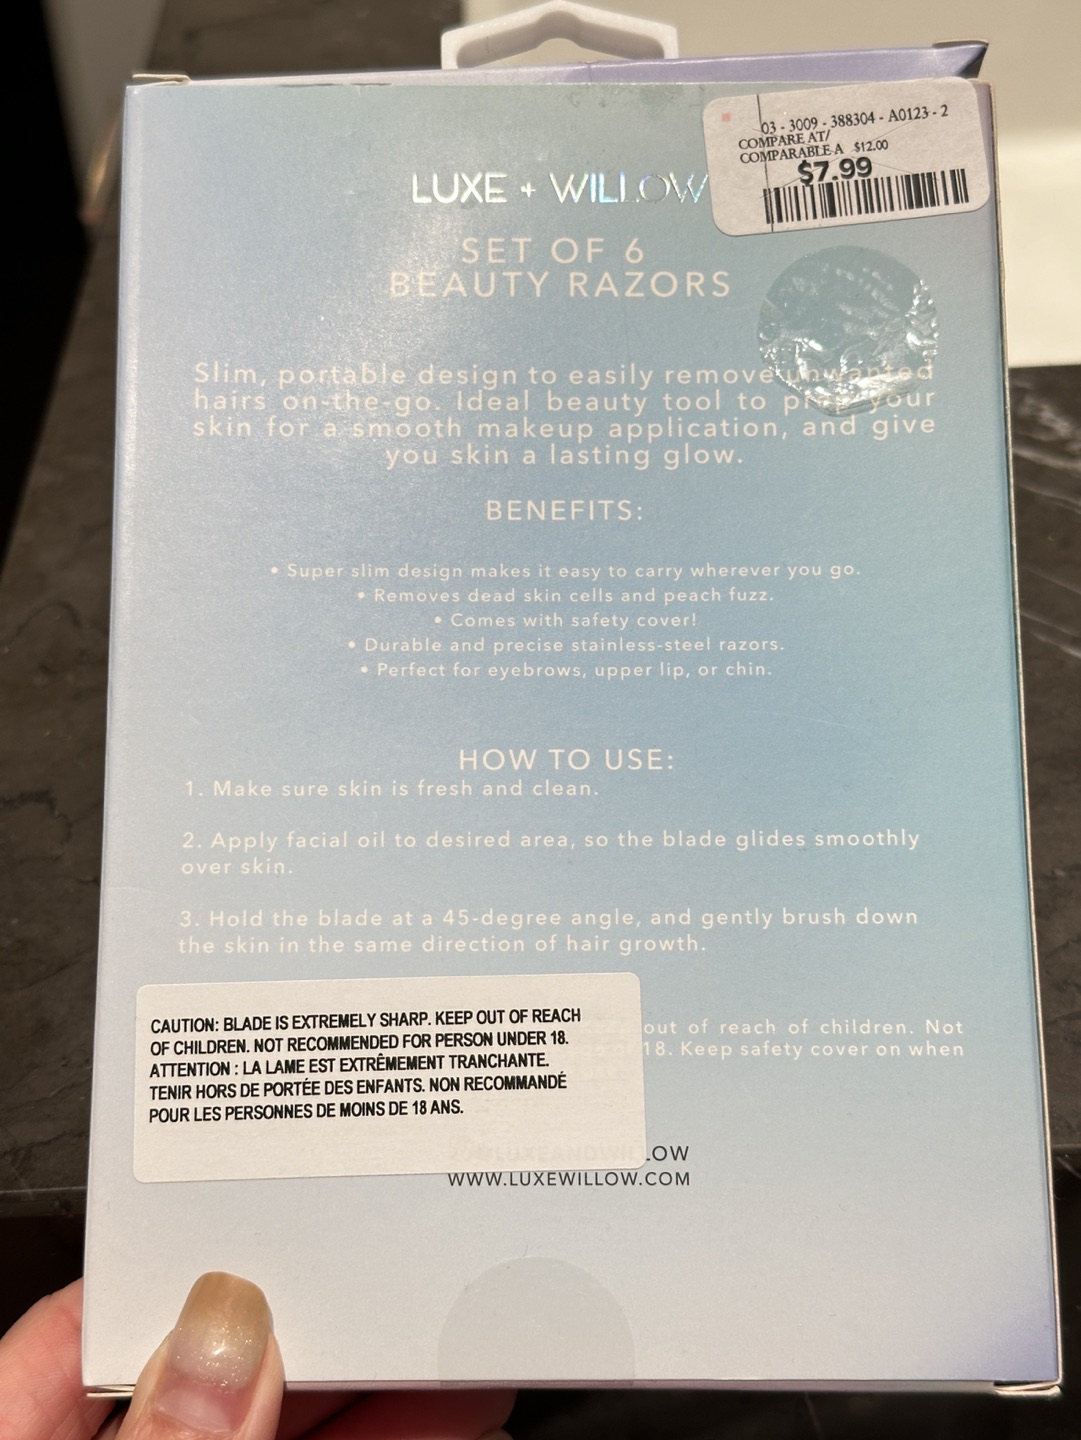 03 - 3009 - 388304 - A0123 - 2
COMPARE AT/
COMPARABLE A $12.00
$7.99
LUXE + WILLOW
SET OF 6
BEAUTY RAZORS
Slim, portable design to easily remove unwanted
hairs on-the-go. Ideal beauty tool to prep your
skin for a smooth makeup application, and give
you skin a lasting glow.
BENEFITS:
• Super slim design makes it easy to carry wherever you go.
• Removes dead skin cells and peach fuzz.
• Comes with safety cover!
• Durable and precise stainless-steel razors.
• Perfect for eyebrows, upper lip, or chin.
HOW TO USE:
1. Make sure skin is fresh and clean.
2. Apply facial oil to desired area, so the blade glides smoothly
over skin.
3. Hold the blade at a 45-degree angle, and gently brush down
the skin in the same direction of hair growth.
CAUTION: BLADE IS EXTREMELY SHARP. KEEP OUT OF REACH
OF CHILDREN. NOT RECOMMENDED FOR PERSON UNDER 18.
ATTENTION : LA LAME EST EXTRÊMEMENT TRANCHANTE.
TENIR HORS DE PORTÉE DES ENFANTS. NON RECOMMANDÉ
POUR LES PERSONNES DE MOINS DE 18 ANS.
out of reach of children. Not
18. Keep safety cover on when
LUXEANDWILLOW
WWW.LUXEWILLOW.COM